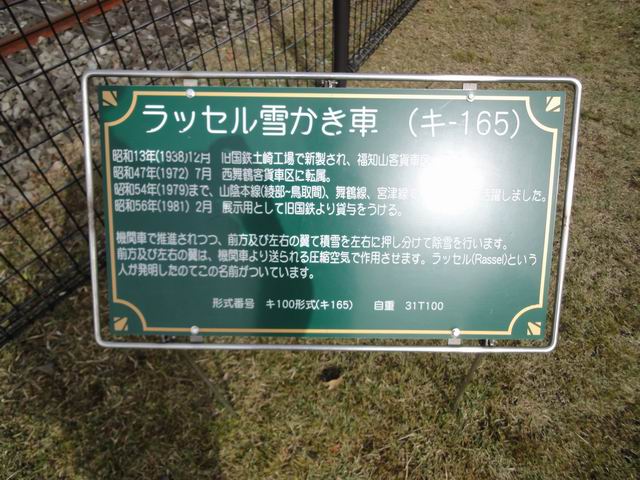 ラッセル雪かき車 (キ-165)
昭和13年(1938)12月 旧国鉄土崎工場で新製され、福知山客貨車区
昭和47年(1972) 7月 西舞鶴客貨車区に転属。
昭和54年(1979)まで、山陰本線(綾部~鳥取間)、舞鶴線、宮津線で 活躍しました。
昭和56年(1981) 2月 展示用として旧国鉄より貸与をうける。
機関車で推進されつつ、前方及び左右の翼で積雪を左右に押し分けて除雪を行います。
前方及び左右の翼は、機関車より送られる圧縮空気で作用させます。ラッセル(Rassel)という
人が発明したのでこの名前がついています。
形式番号 キ100形式(キ165) 自重 31T100